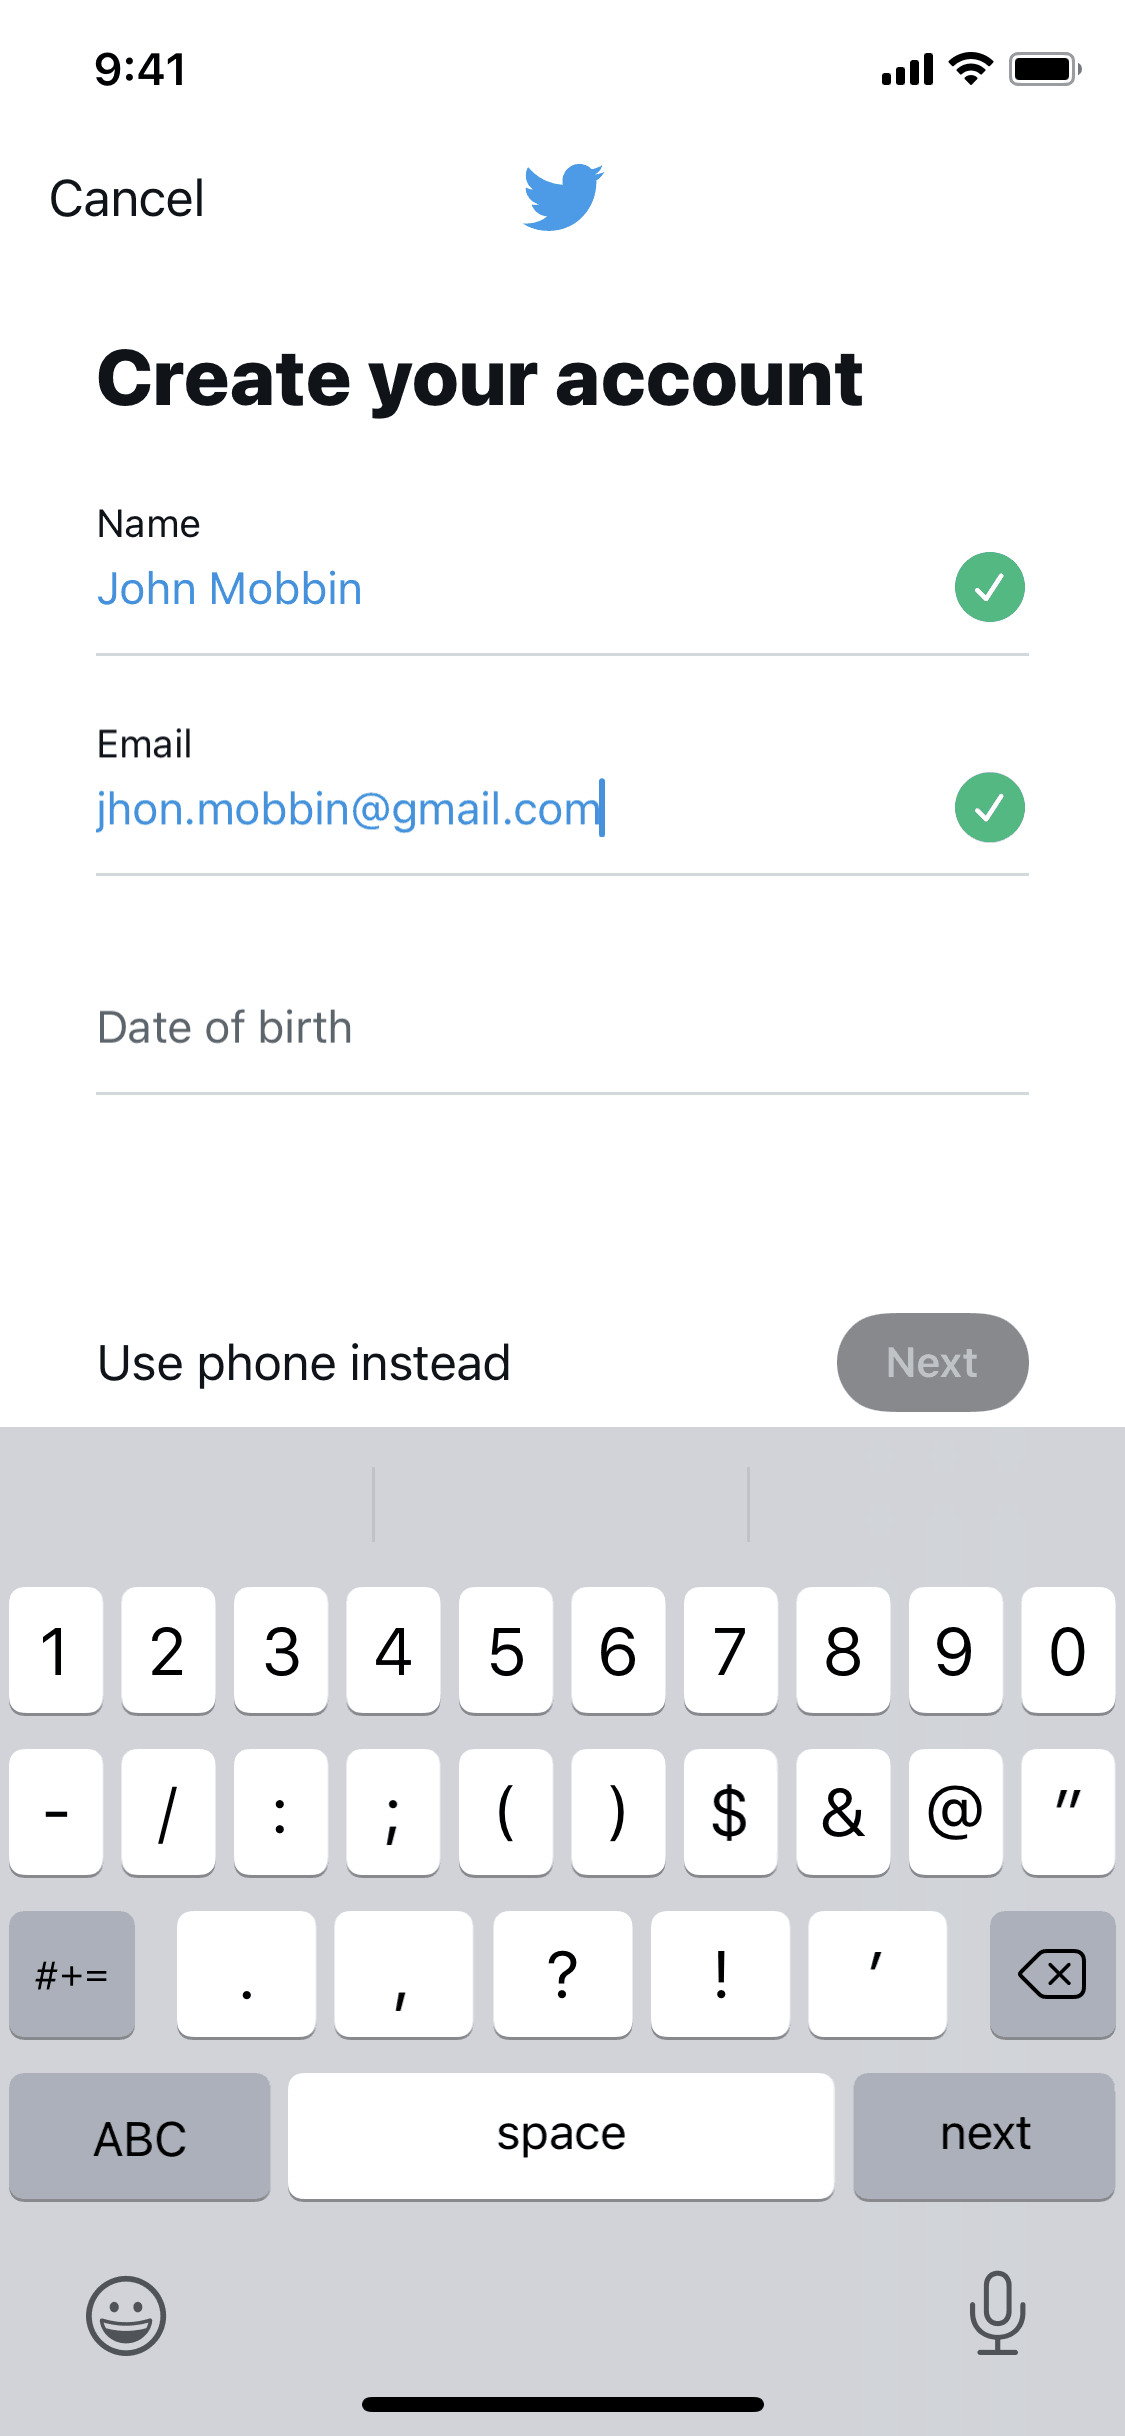 9:41
Cancel
Create your account
Name
John Mobbin
Email
jhon.mobbin@gmail.com
Date of birth
Use phone instead
Next
1 2 3 4 5 6 7 8 9 0
- / : ; ( ) $ & @ "
#+= . , ? ! '
ABC space next